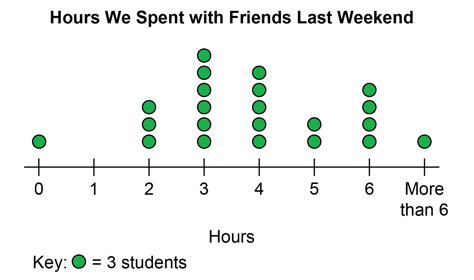 Hours We Spent with Friends Last Weekend
0 1 2 3 4 5 6 More
than 6
Hours
Key: = 3 students